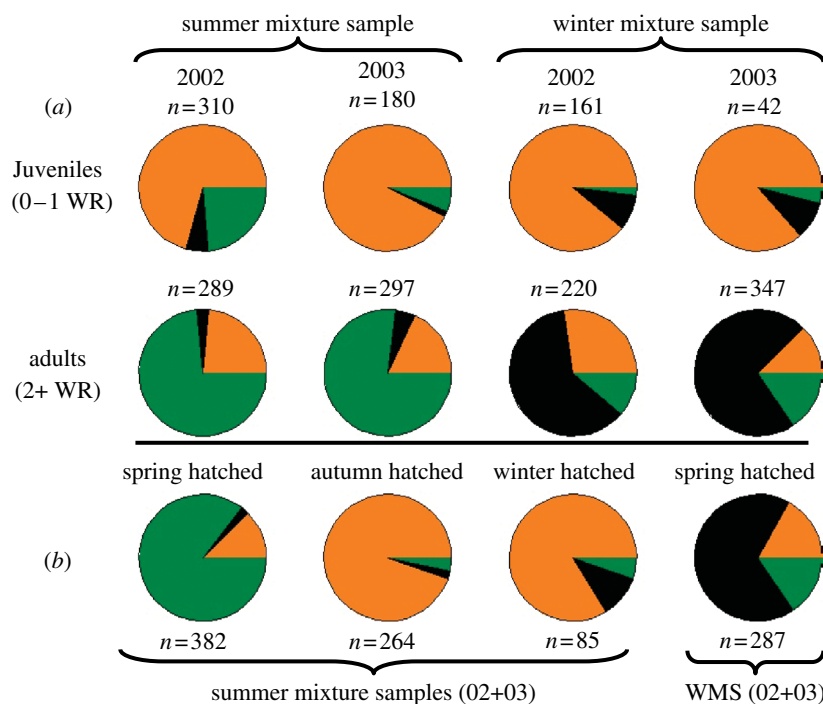 summer mixture sample winter mixture sample
2002 2003 2002 2003
(a) n=310 n=180 n=161 n=42
Juveniles
(0–1 WR)
n=289 n=297 n=220 n=347
adults
(2+ WR)
spring hatched autumn hatched winter hatched spring hatched
(b)
n=382 n=264 n=85 n=287
summer mixture samples (02+03) WMS (02+03)